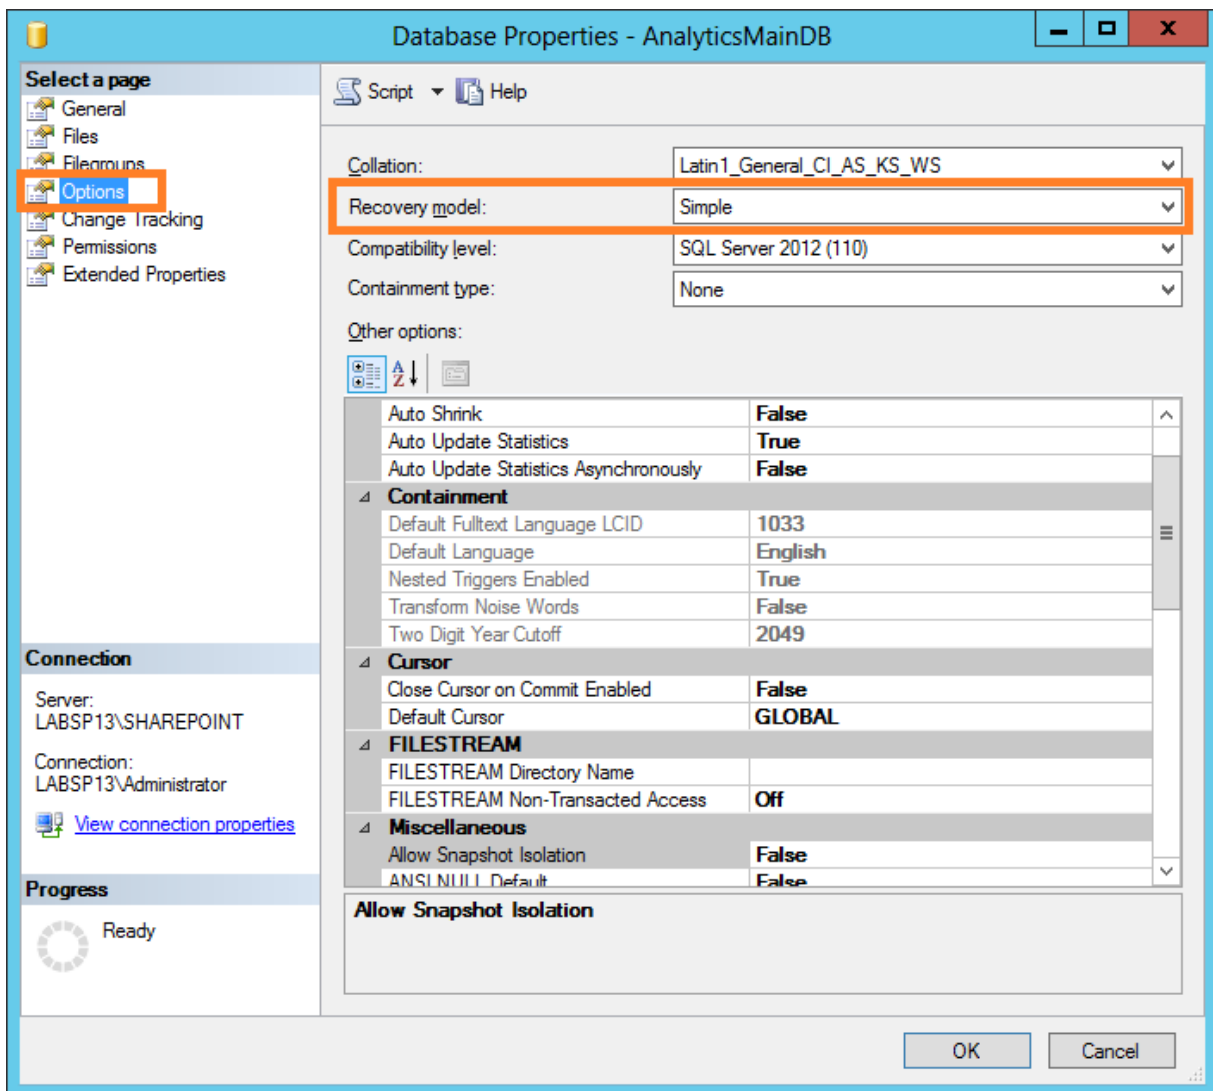 Database Properties - AnalyticsMainDB
Select a page
General
Files
Filegroups
Options
Change Tracking
Permissions
Extended Properties
Script Help
Collation: Latin1_General_CI_AS_KS_WS
Recovery model: Simple
Compatibility level: SQL Server 2012 (110)
Containment type: None
Other options:
Auto Shrink False
Auto Update Statistics True
Auto Update Statistics Asynchronously False
Containment
Default Fulltext Language LCID 1033
Default Language English
Nested Triggers Enabled True
Transform Noise Words False
Two Digit Year Cutoff 2049
Cursor
Close Cursor on Commit Enabled False
Default Cursor GLOBAL
FILESTREAM
FILESTREAM Directory Name
FILESTREAM Non-Transacted Access Off
Miscellaneous
Allow Snapshot Isolation False
ANSI NULL Default False
Allow Snapshot Isolation
Connection
Server:
LABSP13\SHAREPOINT
Connection:
LABSP13\Administrator
View connection properties
Progress
Ready
OK Cancel